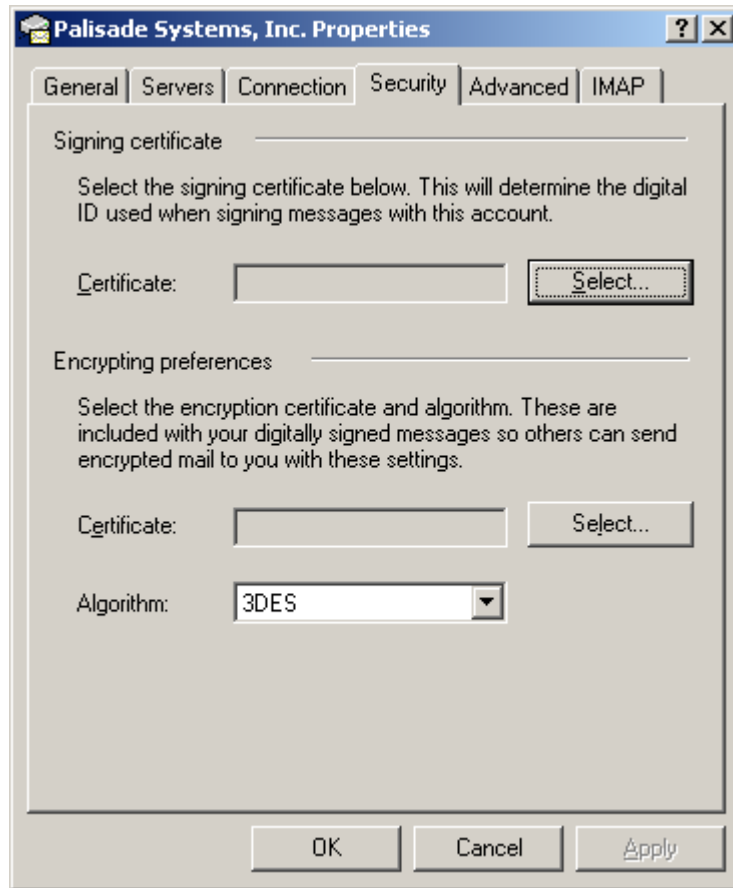 Palisade Systems, Inc. Properties
General Servers Connection Security Advanced IMAP
Signing certificate
Select the signing certificate below. This will determine the digital
ID used when signing messages with this account.
Certificate: Select...
Encrypting preferences
Select the encryption certificate and algorithm. These are
included with your digitally signed messages so others can send
encrypted mail to you with these settings.
Certificate: Select...
Algorithm: 3DES
OK Cancel Apply